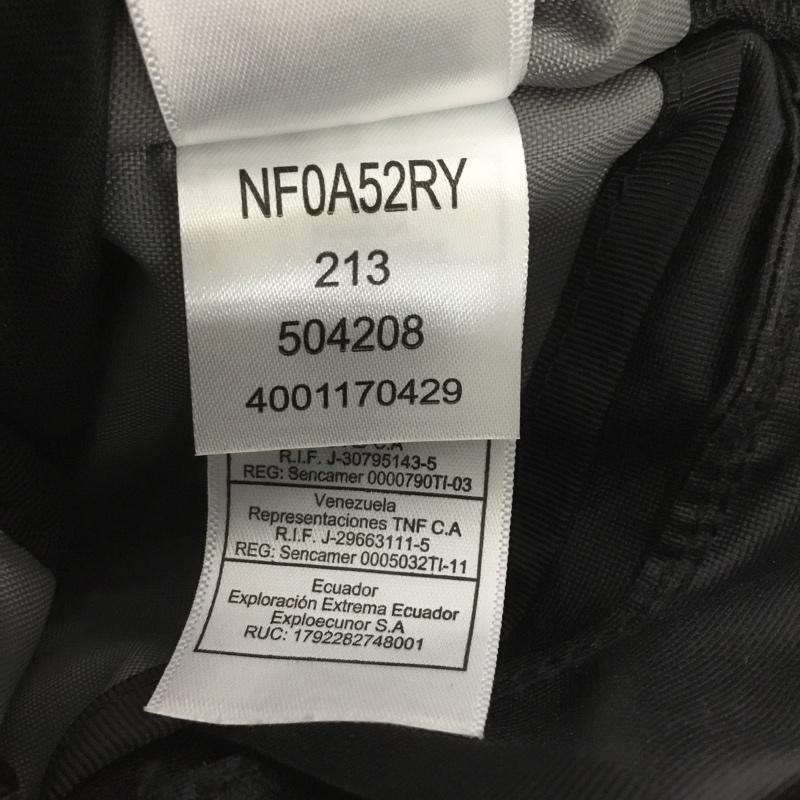 NF0A52RY
213
504208
4001170429
C.A
R.I.F. J-30795143-5
REG: Sencamer 0000790TI-03
Venezuela
Representaciones TNF C.A
R.I.F. J-29663111-5
REG: Sencamer 0005032TI-11
Ecuador
Exploración Extrema Ecuador
Exploecunor S.A
RUC: 1792282748001